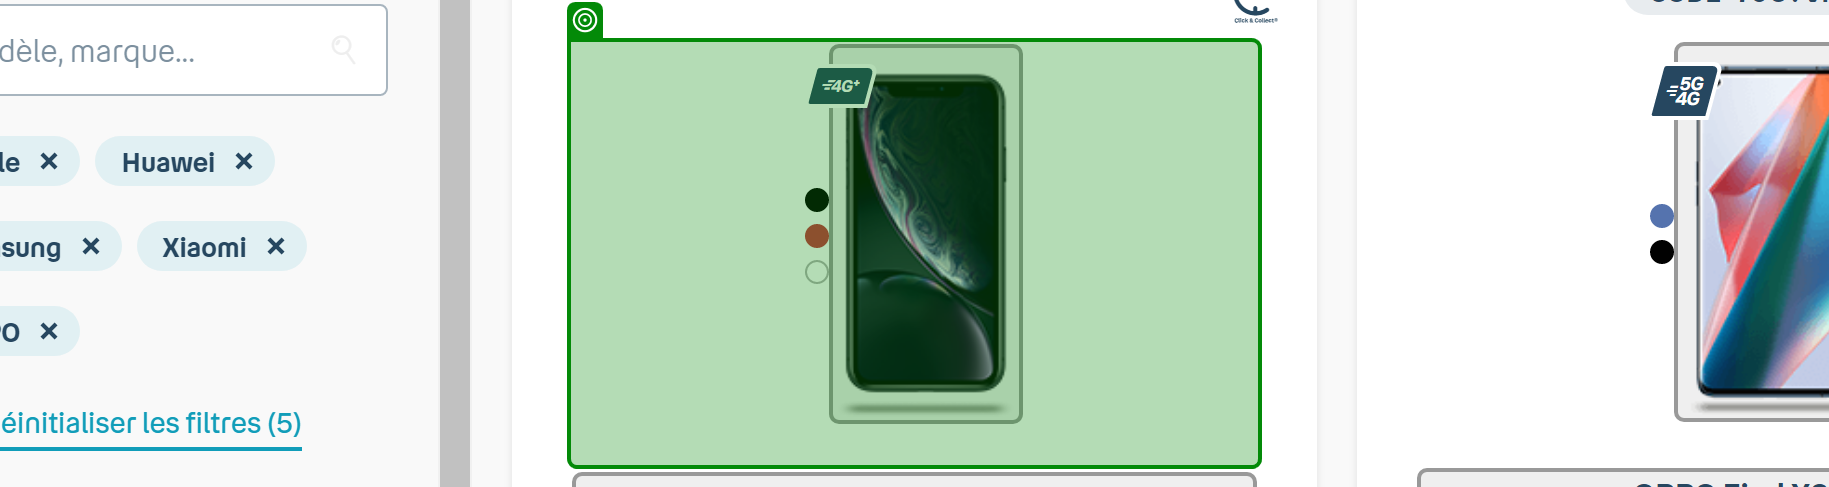 dèle, marque...
le ×
Huawei ×
sung ×
Xiaomi ×
O ×
éinitialiser les filtres (5)
Click & Collect®
4G+
5G
4G